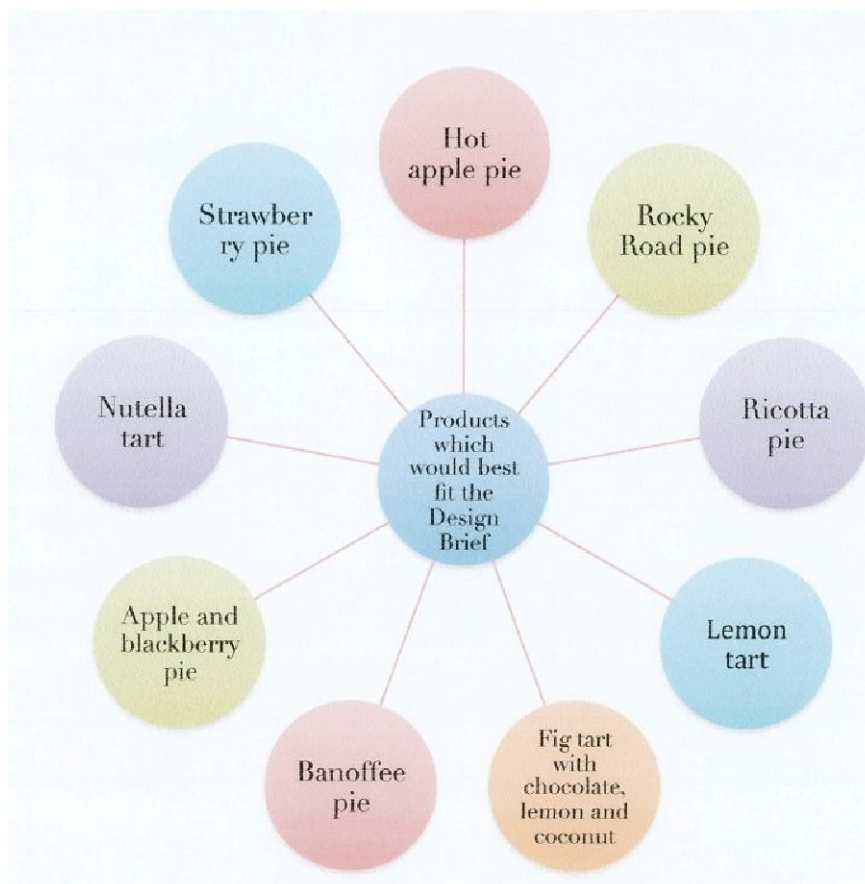 Hot
apple pie
Rocky
Road pie
Ricotta
pie
Lemon
tart
Fig tart
with
chocolate,
lemon and
coconut
Banoffee
pie
Apple and
blackberry
pie
Nutella
tart
Strawber
ry pie
Products
which
would best
fit the
Design
Brief